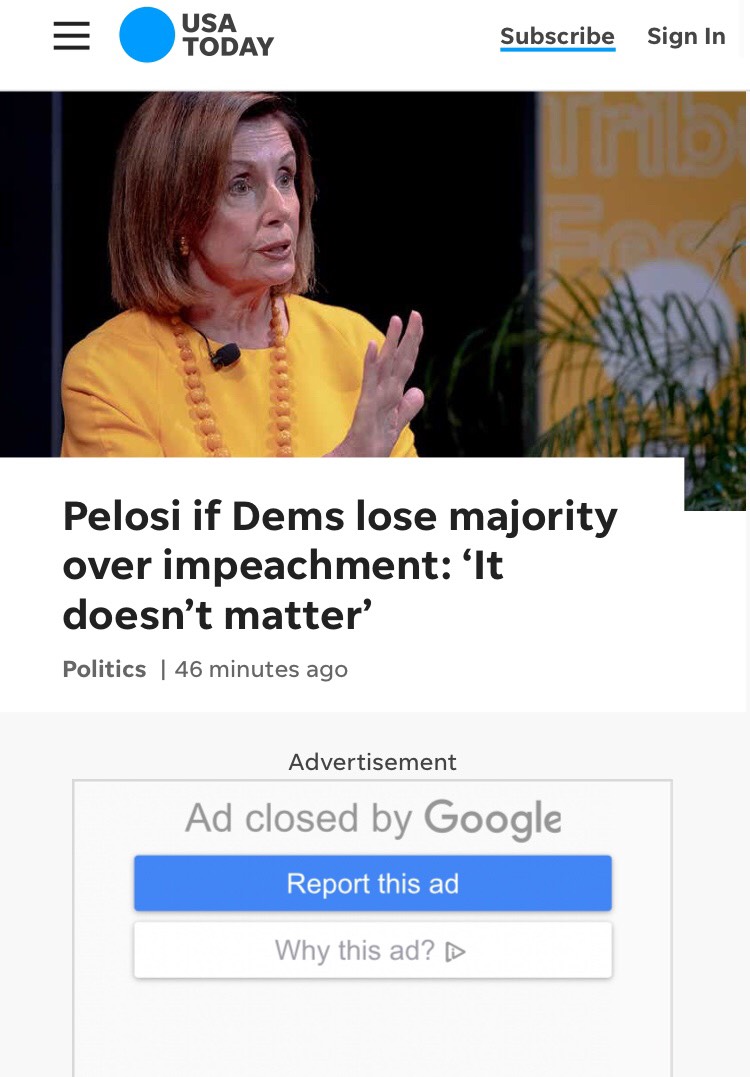 USA
TODAY
Subscribe
Sign In
Trib
Fest
Pelosi if Dems lose majority
over impeachment: ‘It
doesn’t matter’
Politics | 46 minutes ago
Advertisement
Ad closed by Google
Report this ad
Why this ad?